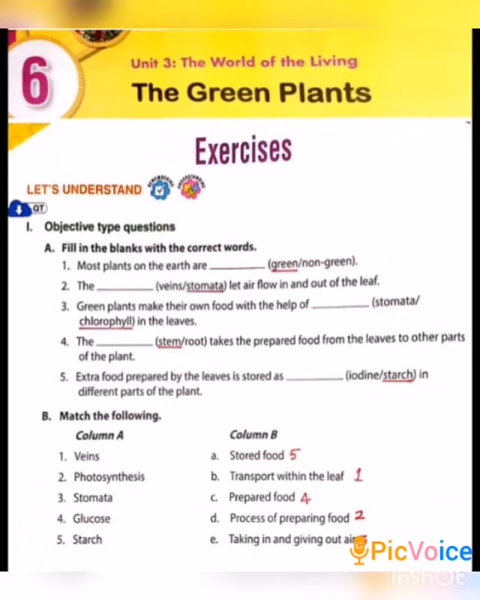 6
Unit 3: The World of the Living
The Green Plants
Exercises
LET'S UNDERSTAND
QT
I. Objective type questions
A. Fill in the blanks with the correct words.
1. Most plants on the earth are __________ (green/non-green).
2. The __________ (veins/stomata) let air flow in and out of the leaf.
3. Green plants make their own food with the help of __________ (stomata/
chlorophyll) in the leaves.
4. The __________ (stem/root) takes the prepared food from the leaves to other parts
of the plant.
5. Extra food prepared by the leaves is stored as __________ (iodine/starch) in
different parts of the plant.
B. Match the following.
Column A Column B
1. Veins a. Stored food 5
2. Photosynthesis b. Transport within the leaf 1
3. Stomata c. Prepared food 4
4. Glucose d. Process of preparing food 2
5. Starch e. Taking in and giving out air
PicVoice
InShOt